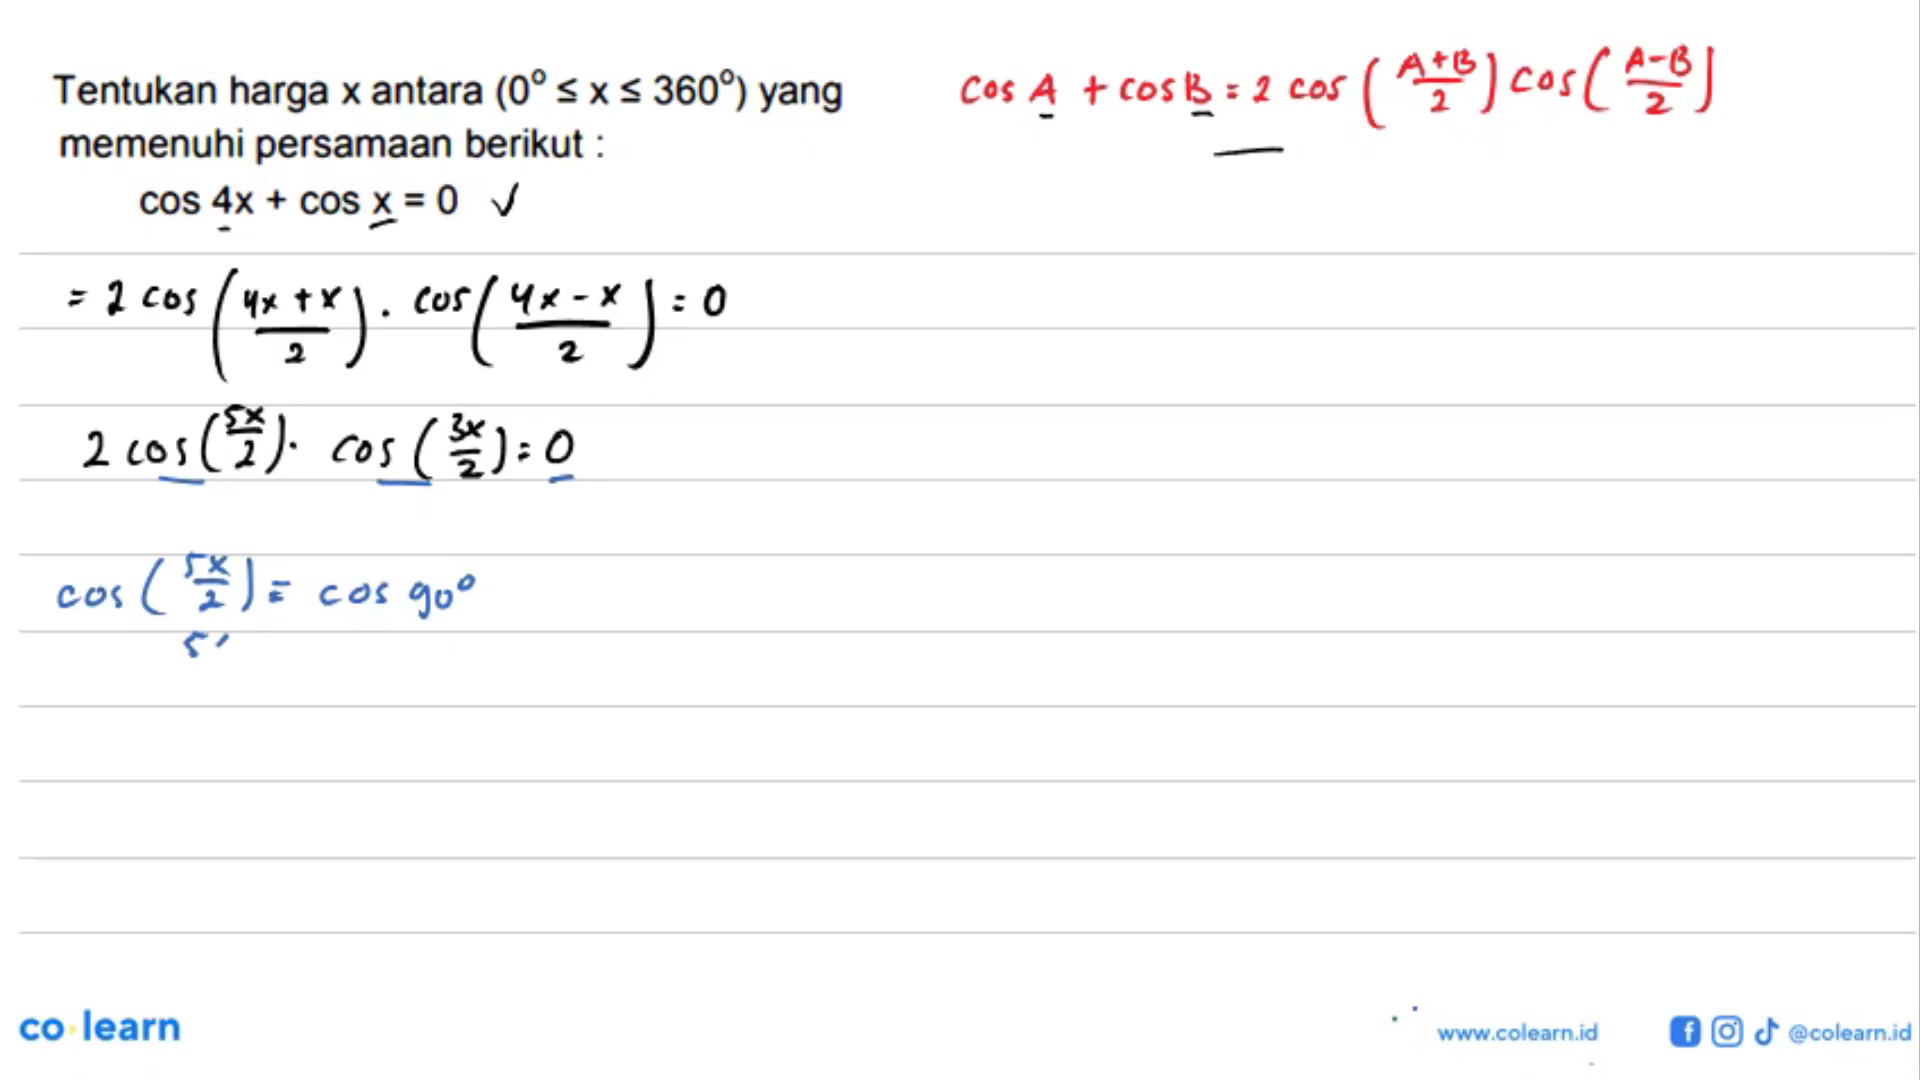 Tentukan harga x antara (0° ≤ x ≤ 360°) yang
memenuhi persamaan berikut :
cos 4x + cos x = 0 ✓
cos A + cos B = 2 cos ((A+B)/2) cos ((A-B)/2)
= 2 cos ((4x+x)/2) . cos ((4x-x)/2) = 0
2 cos (5x/2) . cos (3x/2) = 0
cos (5x/2) = cos 90°
5
co learn
www.colearn.id
@colearn.id